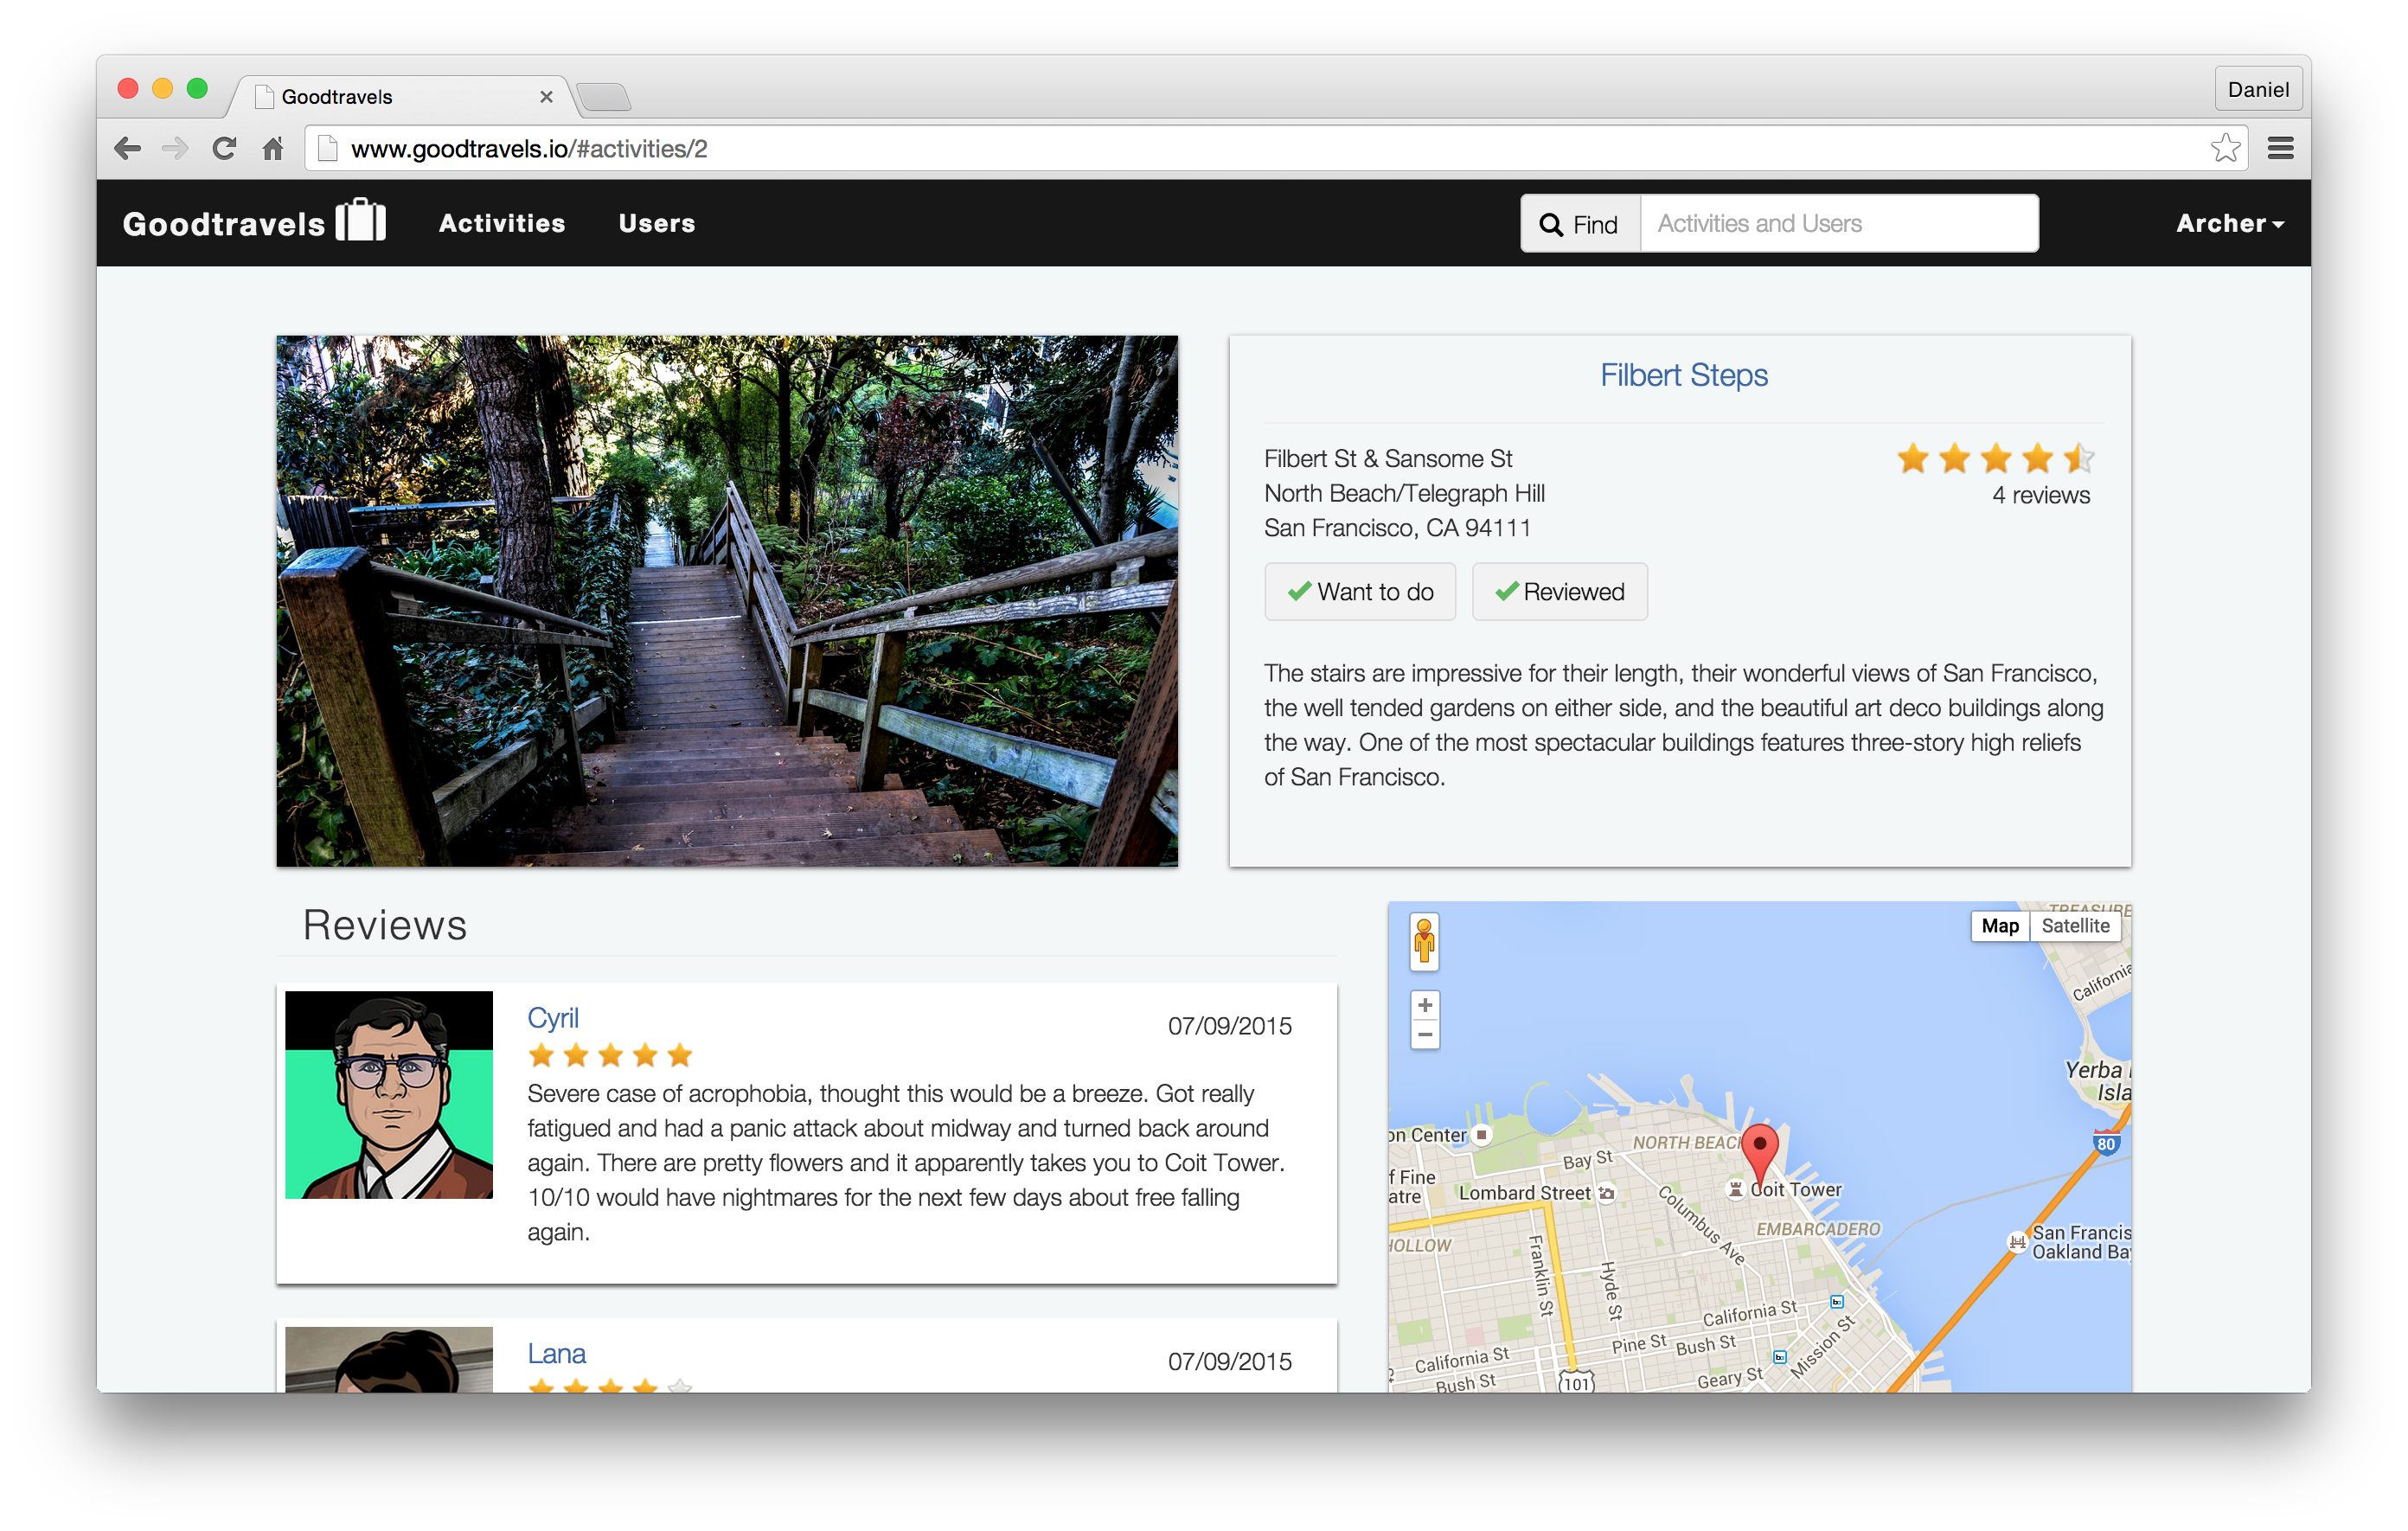 Goodtravels
Daniel
www.goodtravels.io/#activities/2
Goodtravels
Activities
Users
Find
Activities and Users
Archer
Filbert Steps
Filbert St & Sansome St
North Beach/Telegraph Hill
San Francisco, CA 94111
4 reviews
Want to do
Reviewed
The stairs are impressive for their length, their wonderful views of San Francisco,
the well tended gardens on either side, and the beautiful art deco buildings along
the way. One of the most spectacular buildings features three-story high reliefs
of San Francisco.
Reviews
Cyril
07/09/2015
Severe case of acrophobia, thought this would be a breeze. Got really
fatigued and had a panic attack about midway and turned back around
again. There are pretty flowers and it apparently takes you to Coit Tower.
10/10 would have nightmares for the next few days about free falling
again.
Lana
07/09/2015
Map
Satellite
TREASURE
California
Yerba
Isla
80
on Center
NORTH BEACH
Bay St
f Fine
atre
Lombard Street
Coit Tower
Columbus Ave
EMBARCADERO
HOLLOW
San Francis
Oakland Bay
Franklin St
Hyde St
California St
Pine St
Bush St
Mission St
California St
Bush St
Geary St
101